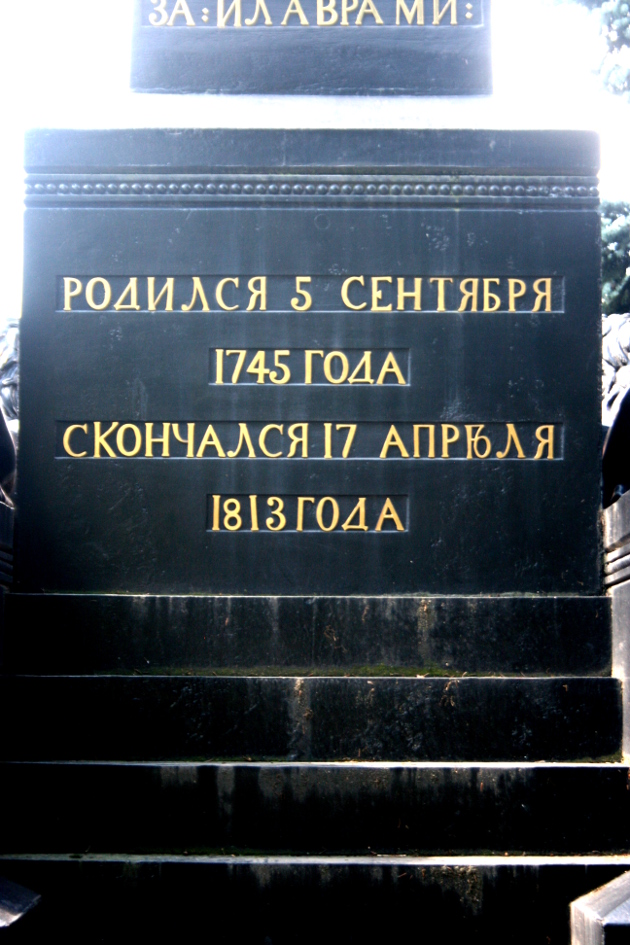 ЗА:И ЛАВРАМИ:
РОДИЛСЯ 5 СЕНТЯБРЯ
1745 ГОДА
СКОНЧАЛСЯ 17 АПРѢЛЯ
1813 ГОДА